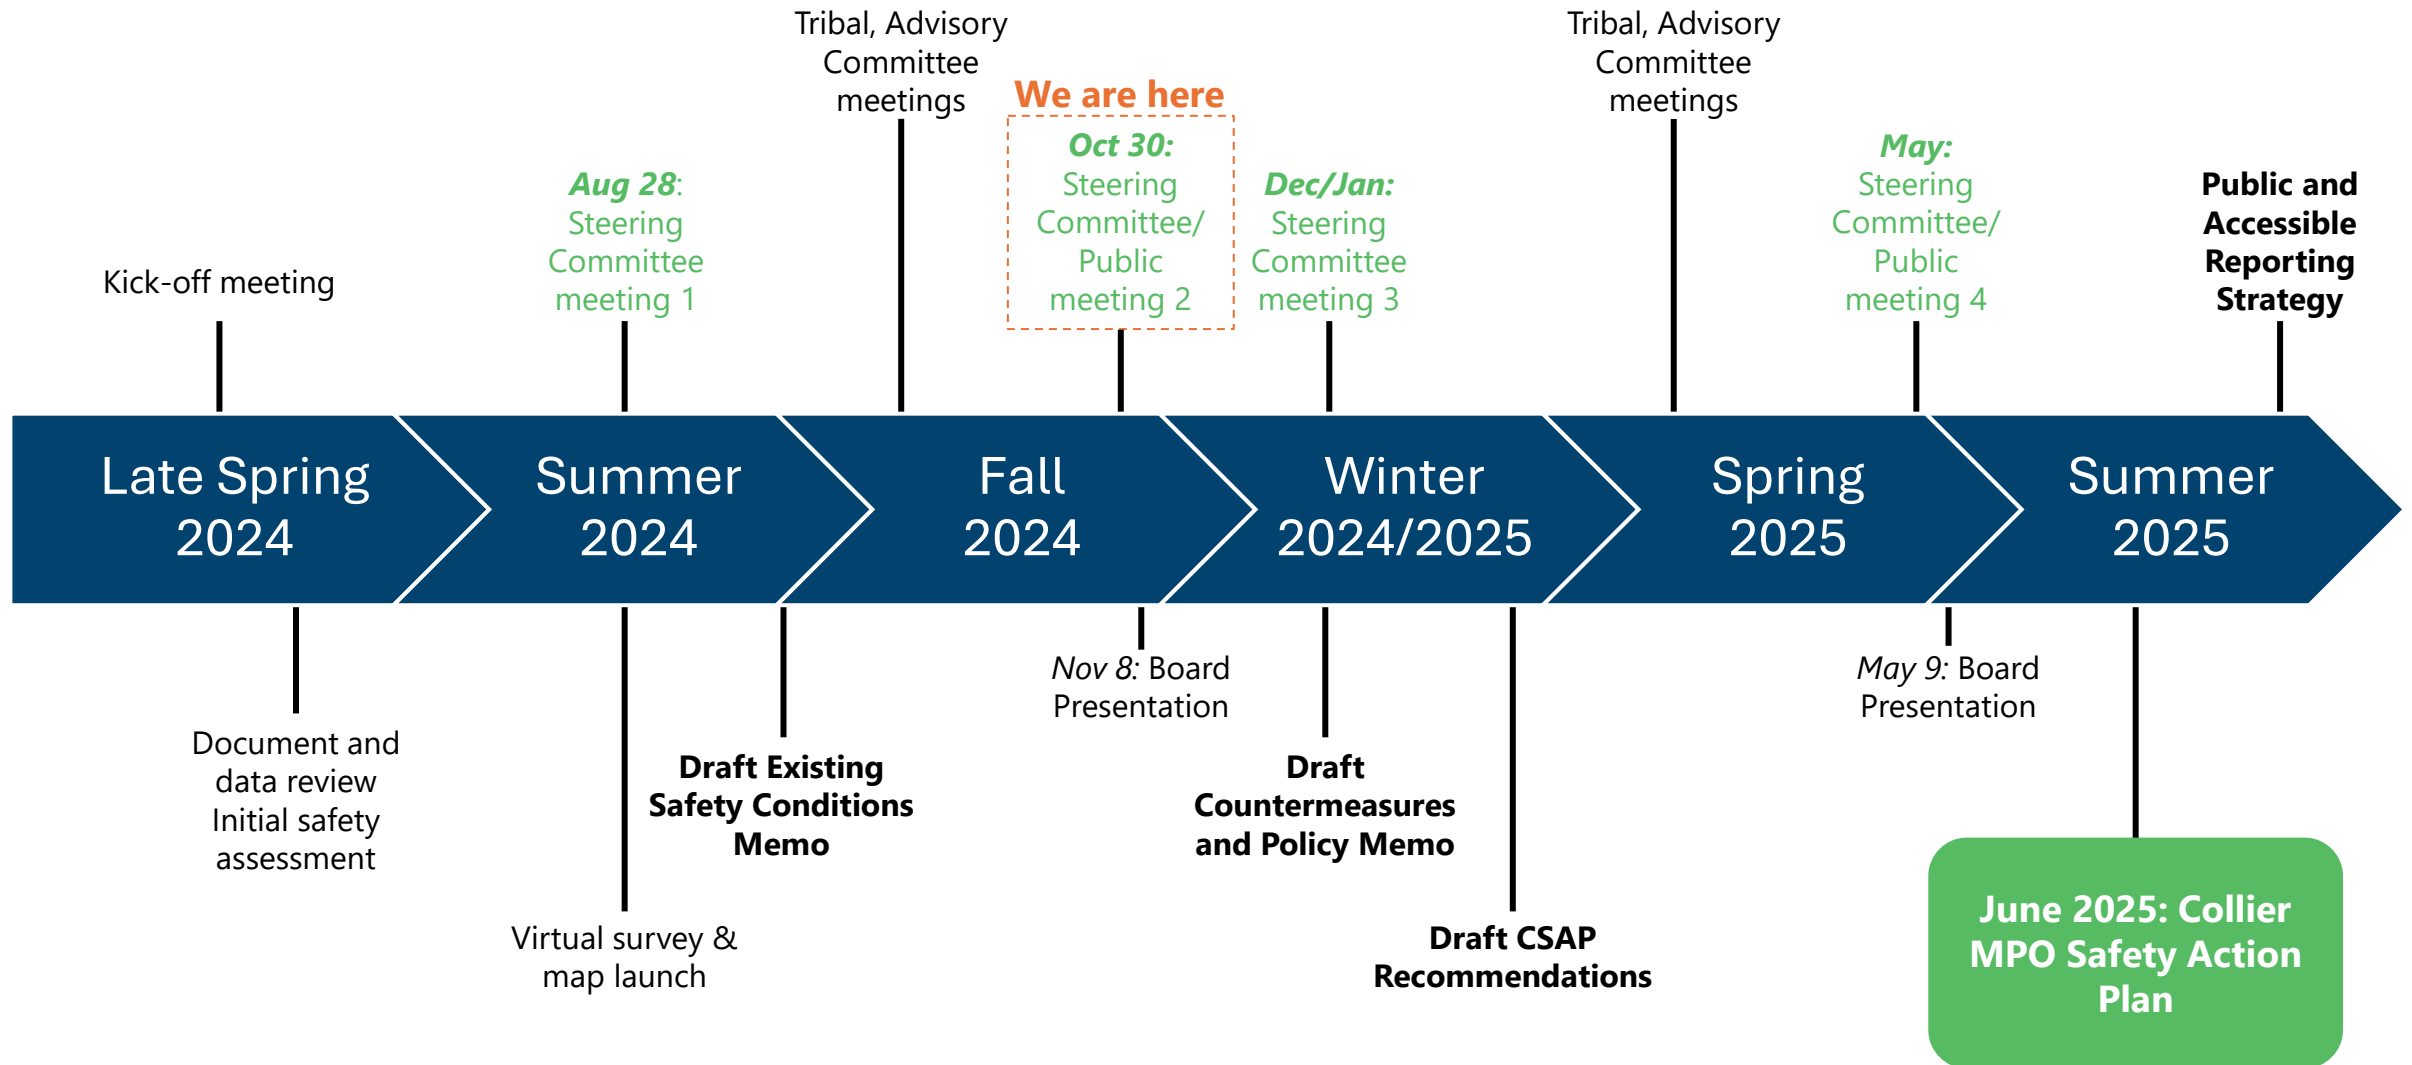 Tribal, Advisory
Committee
meetings
Tribal, Advisory
Committee
meetings
We are here
Kick-off meeting
Aug 28:
Steering
Committee
meeting 1
Oct 30:
Steering
Committee/
Public
meeting 2
Dec/Jan:
Steering
Committee
meeting 3
May:
Steering
Committee/
Public
meeting 4
Public and
Accessible
Reporting
Strategy
Late Spring
2024
Summer
2024
Fall
2024
Winter
2024/2025
Spring
2025
Summer
2025
Document and
data review
Initial safety
assessment
Virtual survey &
map launch
Draft Existing
Safety Conditions
Memo
Nov 8: Board
Presentation
Draft
Countermeasures
and Policy Memo
Draft CSAP
Recommendations
May 9: Board
Presentation
June 2025: Collier
MPO Safety Action
Plan